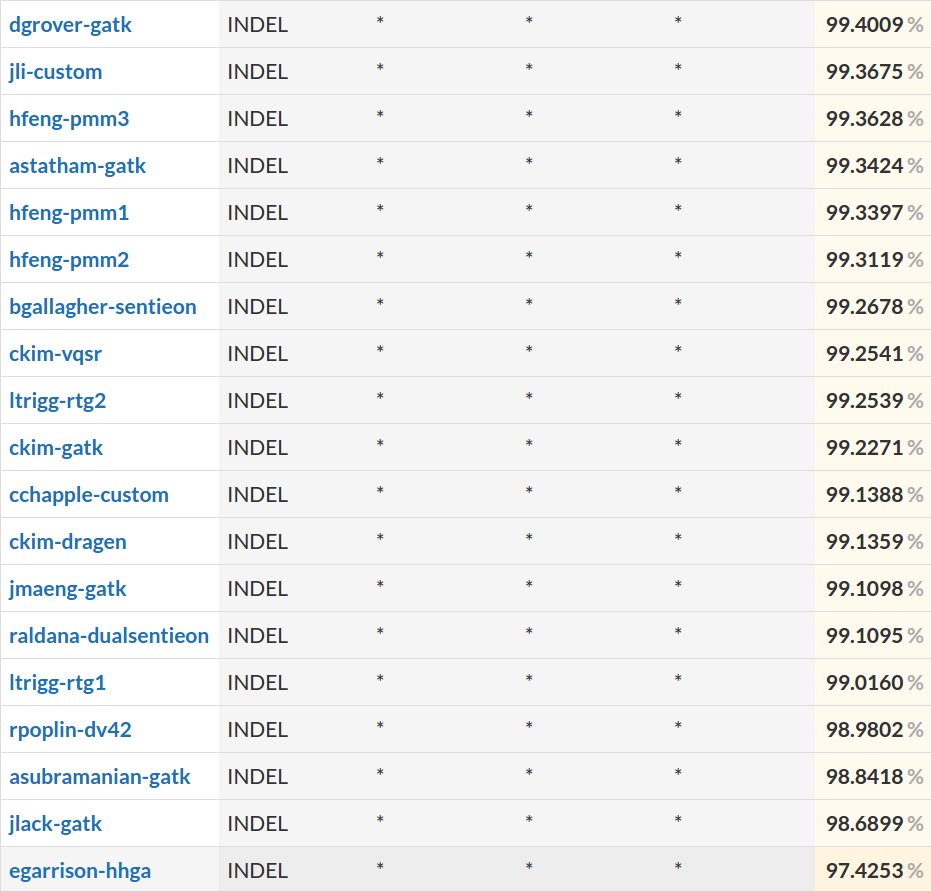 dgrover-gatk INDEL * * * 99.4009 %
jli-custom INDEL * * * 99.3675 %
hfeng-pmm3 INDEL * * * 99.3628 %
astatham-gatk INDEL * * * 99.3424 %
hfeng-pmm1 INDEL * * * 99.3397 %
hfeng-pmm2 INDEL * * * 99.3119 %
bgallagher-sentieon INDEL * * * 99.2678 %
ckim-vqsr INDEL * * * 99.2541 %
ltrigg-rtg2 INDEL * * * 99.2539 %
ckim-gatk INDEL * * * 99.2271 %
cchapple-custom INDEL * * * 99.1388 %
ckim-dragen INDEL * * * 99.1359 %
jmaeng-gatk INDEL * * * 99.1098 %
raldana-dualsentieon INDEL * * * 99.1095 %
ltrigg-rtg1 INDEL * * * 99.0160 %
rpoplin-dv42 INDEL * * * 98.9802 %
asubramanian-gatk INDEL * * * 98.8418 %
jlack-gatk INDEL * * * 98.6899 %
egarrison-hhga INDEL * * * 97.4253 %